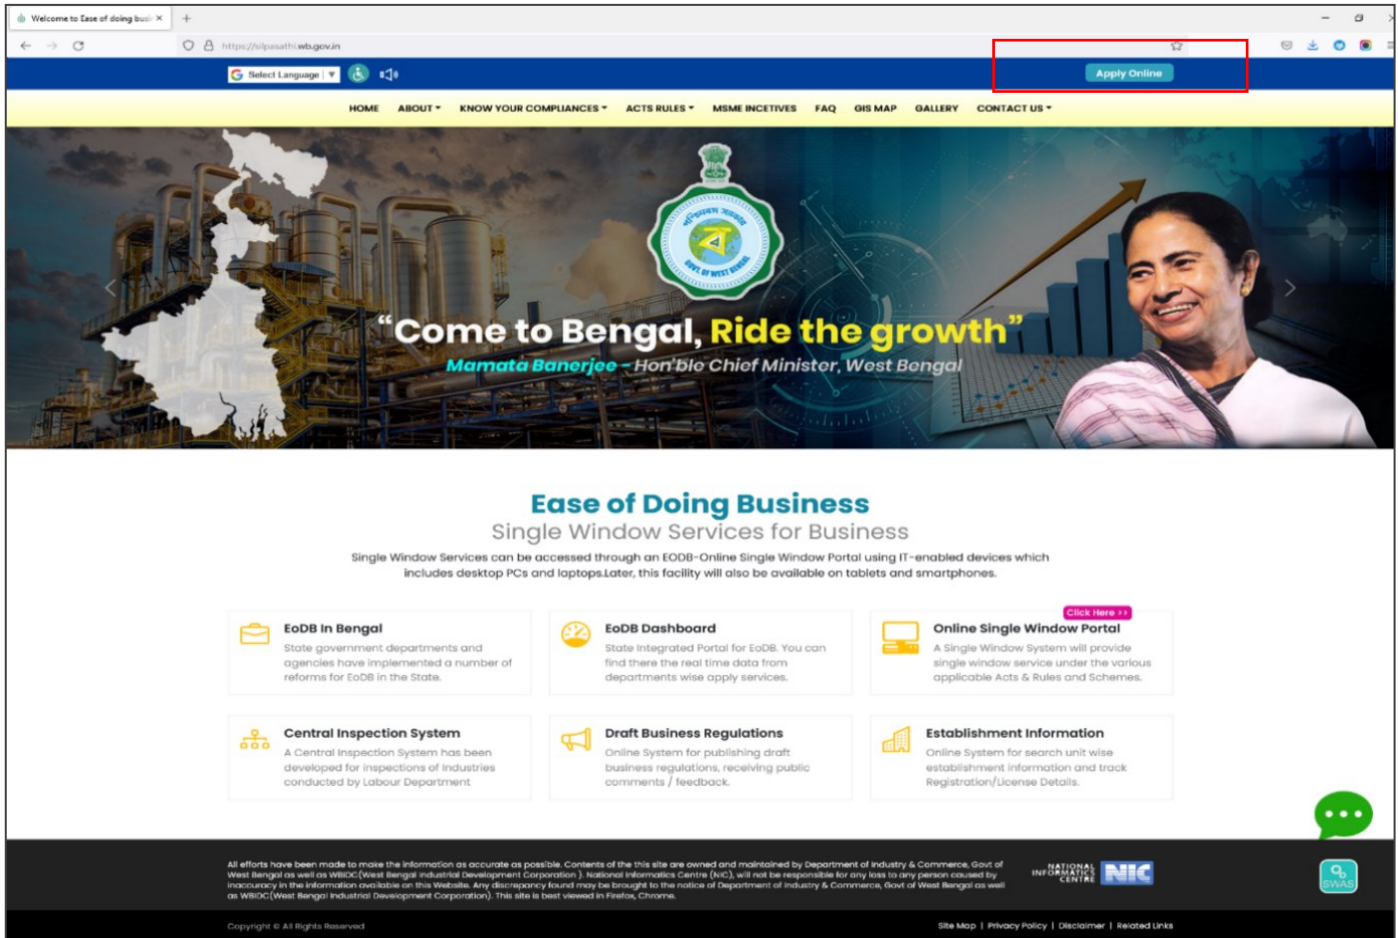 Welcome to Ease of doing busi
https://silpasathi.wb.gov.in
Select Language
Apply Online
HOME ABOUT KNOW YOUR COMPLIANCES ACTS RULES MSME INCETIVES FAQ GIS MAP GALLERY CONTACT US
পশ্চিমবঙ্গ সরকার
ব
GOVT. OF WEST BENGAL
“Come to Bengal, Ride the growth”
Mamata Banerjee - Hon'ble Chief Minister, West Bengal
Ease of Doing Business
Single Window Services for Business
Single Window Services can be accessed through an EODB-Online Single Window Portal using IT-enabled devices which
includes desktop PCs and laptops.Later, this facility will also be available on tablets and smartphones.
EoDB In Bengal
State government departments and
agencies have implemented a number of
reforms for EoDB in the State.
EoDB Dashboard
State Integrated Portal for EoDB. You can
find there the real time data from
departments wise apply services.
Click Here >>
Online Single Window Portal
A Single Window System will provide
single window service under the various
applicable Acts & Rules and Schemes.
Central Inspection System
A Central Inspection System has been
developed for inspections of Industries
conducted by Labour Department
Draft Business Regulations
Online System for publishing draft
business regulations, receiving public
comments / feedback.
Establishment Information
Online System for search unit wise
establishment information and track
Registration/License Details.
All efforts have been made to make the information as accurate as possible. Contents of the this site are owned and maintained by Department of Industry & Commerce, Govt of
West Bengal as well as WBIDC(West Bengal Industrial Development Corporation ). National Informatics Centre (NIC), will not be responsible for any loss to any person caused by
inaccuracy in the information available on this Website. Any discrepancy found may be brought to the notice of Department of Industry & Commerce, Govt of West Bengal as well
as WBIDC(West Bengal Industrial Development Corporation). This site is best viewed in Firefox, Chrome.
NATIONAL
INFORMATICS
CENTRE
NIC
SWAS
Copyright © All Rights Reserved
Site Map | Privacy Policy | Disclaimer | Related Links